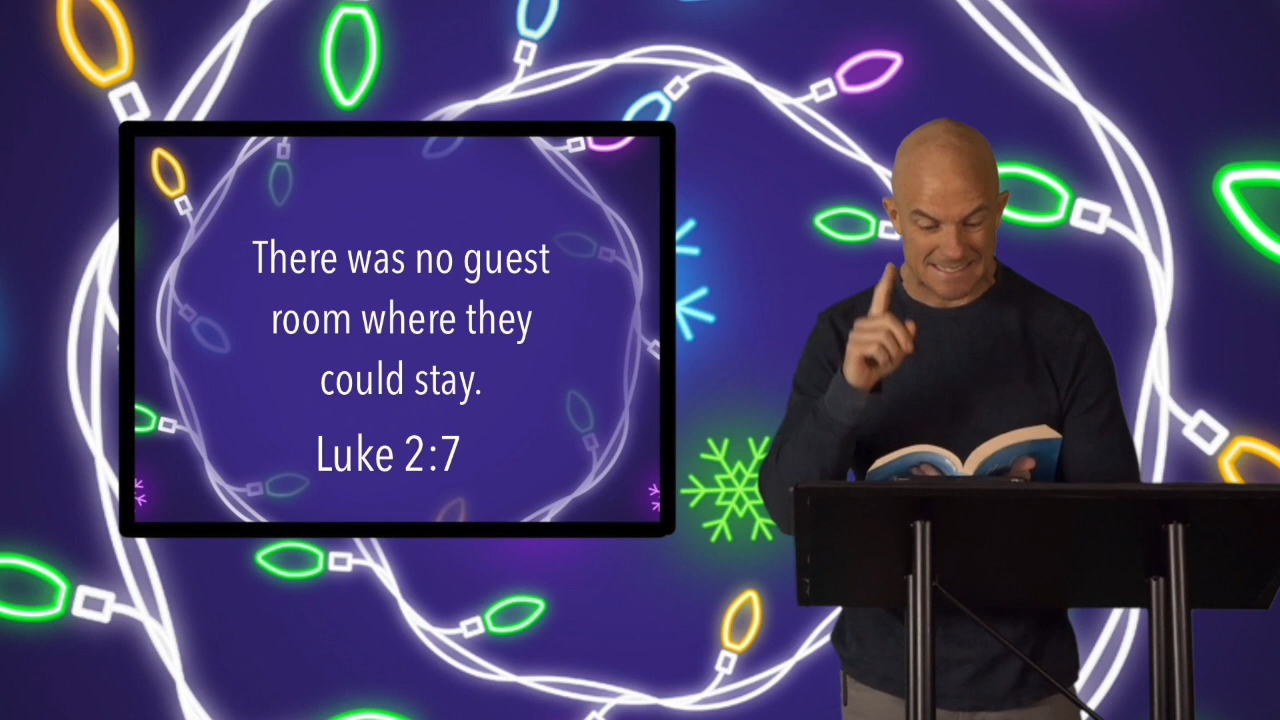 There was no guest
room where they
could stay.
Luke 2:7